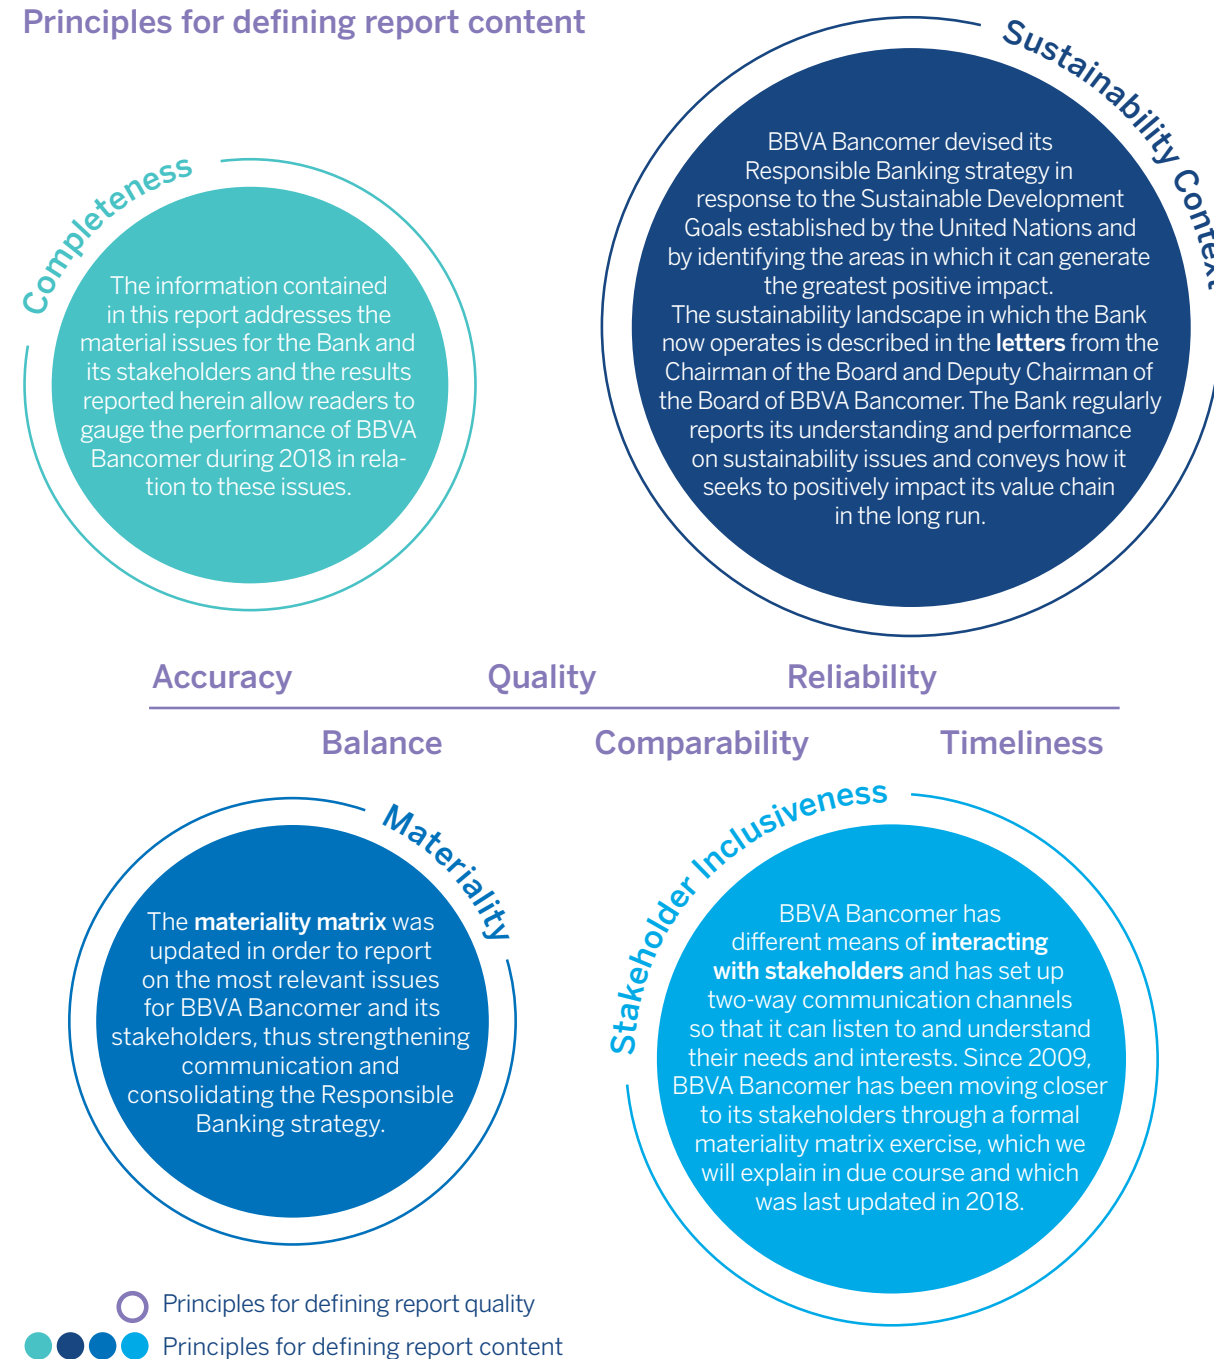 Principles for defining report content
Completeness
The information contained
in this report addresses the
material issues for the Bank and
its stakeholders and the results
reported herein allow readers to
gauge the performance of BBVA
Bancomer during 2018 in rela-
tion to these issues.
Sustainability Context
BBVA Bancomer devised its
Responsible Banking strategy in
response to the Sustainable Development
Goals established by the United Nations and
by identifying the areas in which it can generate
the greatest positive impact.
The sustainability landscape in which the Bank
now operates is described in the letters from the
Chairman of the Board and Deputy Chairman of
the Board of BBVA Bancomer. The Bank regularly
reports its understanding and performance
on sustainability issues and conveys how it
seeks to positively impact its value chain
in the long run.
Accuracy
Quality
Reliability
Balance
Comparability
Timeliness
Materiality
The materiality matrix was
updated in order to report
on the most relevant issues
for BBVA Bancomer and its
stakeholders, thus strengthening
communication and
consolidating the Responsible
Banking strategy.
Stakeholder Inclusiveness
BBVA Bancomer has
different means of interacting
with stakeholders and has set up
two-way communication channels
so that it can listen to and understand
their needs and interests. Since 2009,
BBVA Bancomer has been moving closer
to its stakeholders through a formal
materiality matrix exercise, which we
will explain in due course and which
was last updated in 2018.
Principles for defining report quality
Principles for defining report content